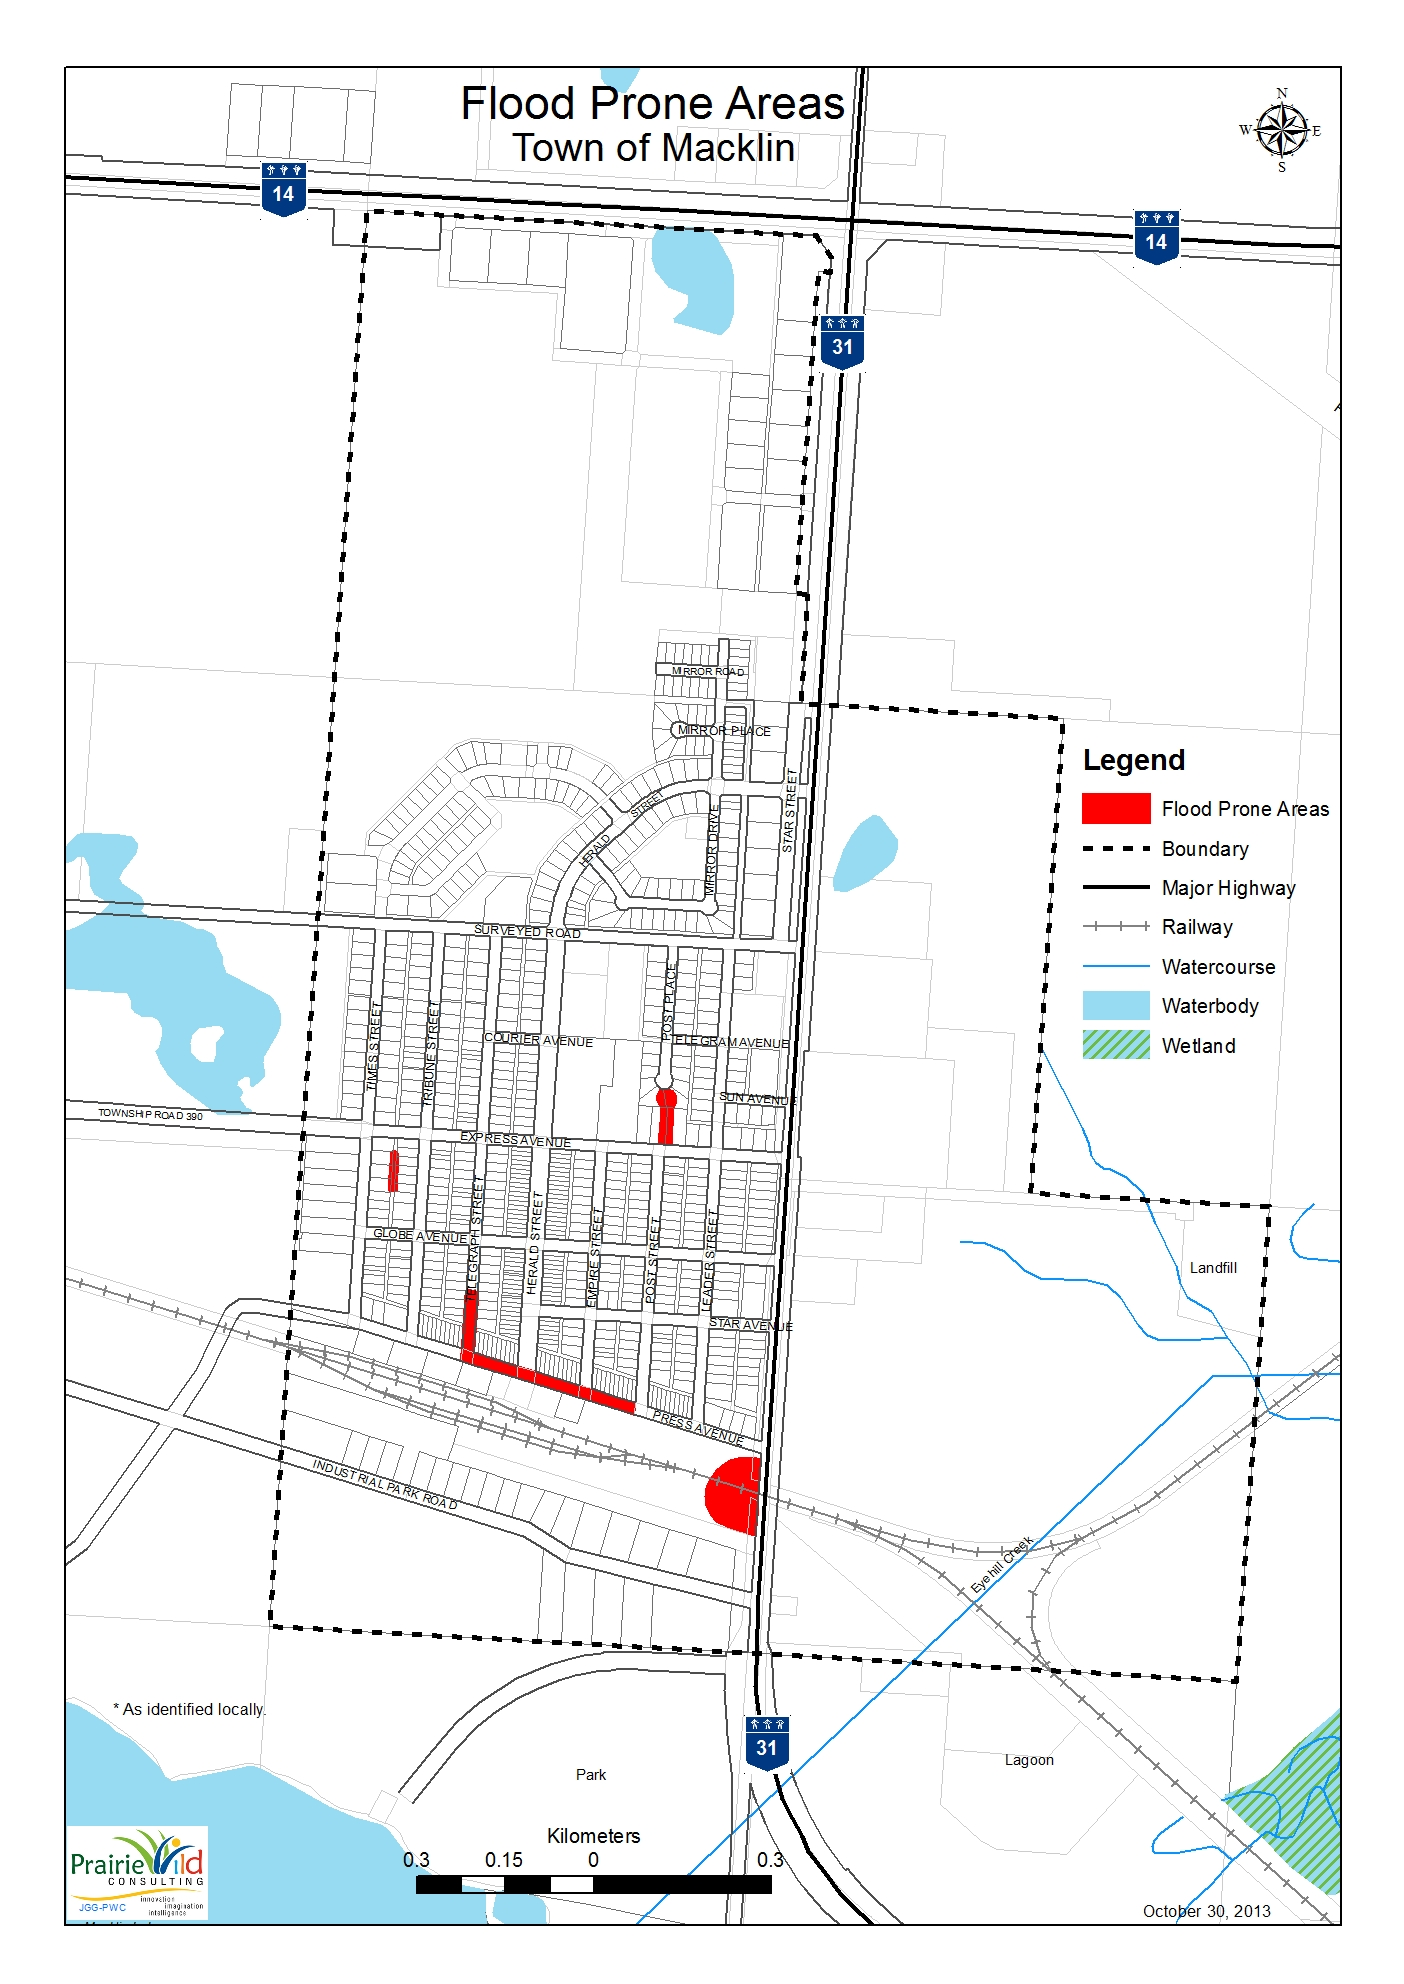 Flood Prone Areas
Town of Macklin
N
W
E
S
14
14
31
MIRROR ROAD
MIRROR PLACE
STAR STREET
HERALD STREET
MIRROR DRIVE
Legend
Flood Prone Areas
Boundary
Major Highway
Railway
Watercourse
Waterbody
Wetland
SURVEYED ROAD
TIMES STREET
TRIBUNE STREET
POST PLACE
COURIER AVENUE
TELEGRAM AVENUE
SUN AVENUE
TOWNSHIP ROAD 390
EXPRESS AVENUE
GLOBE AVENUE
TELEGRAPH STREET
HERALD STREET
EMPIRE STREET
POST STREET
LEADER STREET
STAR AVENUE
Landfill
PRESS AVENUE
INDUSTRIAL PARK ROAD
Eyehill Creek
* As identified locally.
31
Park
Lagoon
Kilometers
0.3
0.15
0
0.3
PrairieWild
CONSULTING
JGG-PWC
innovation
imagination
intelligence
October 30, 2013